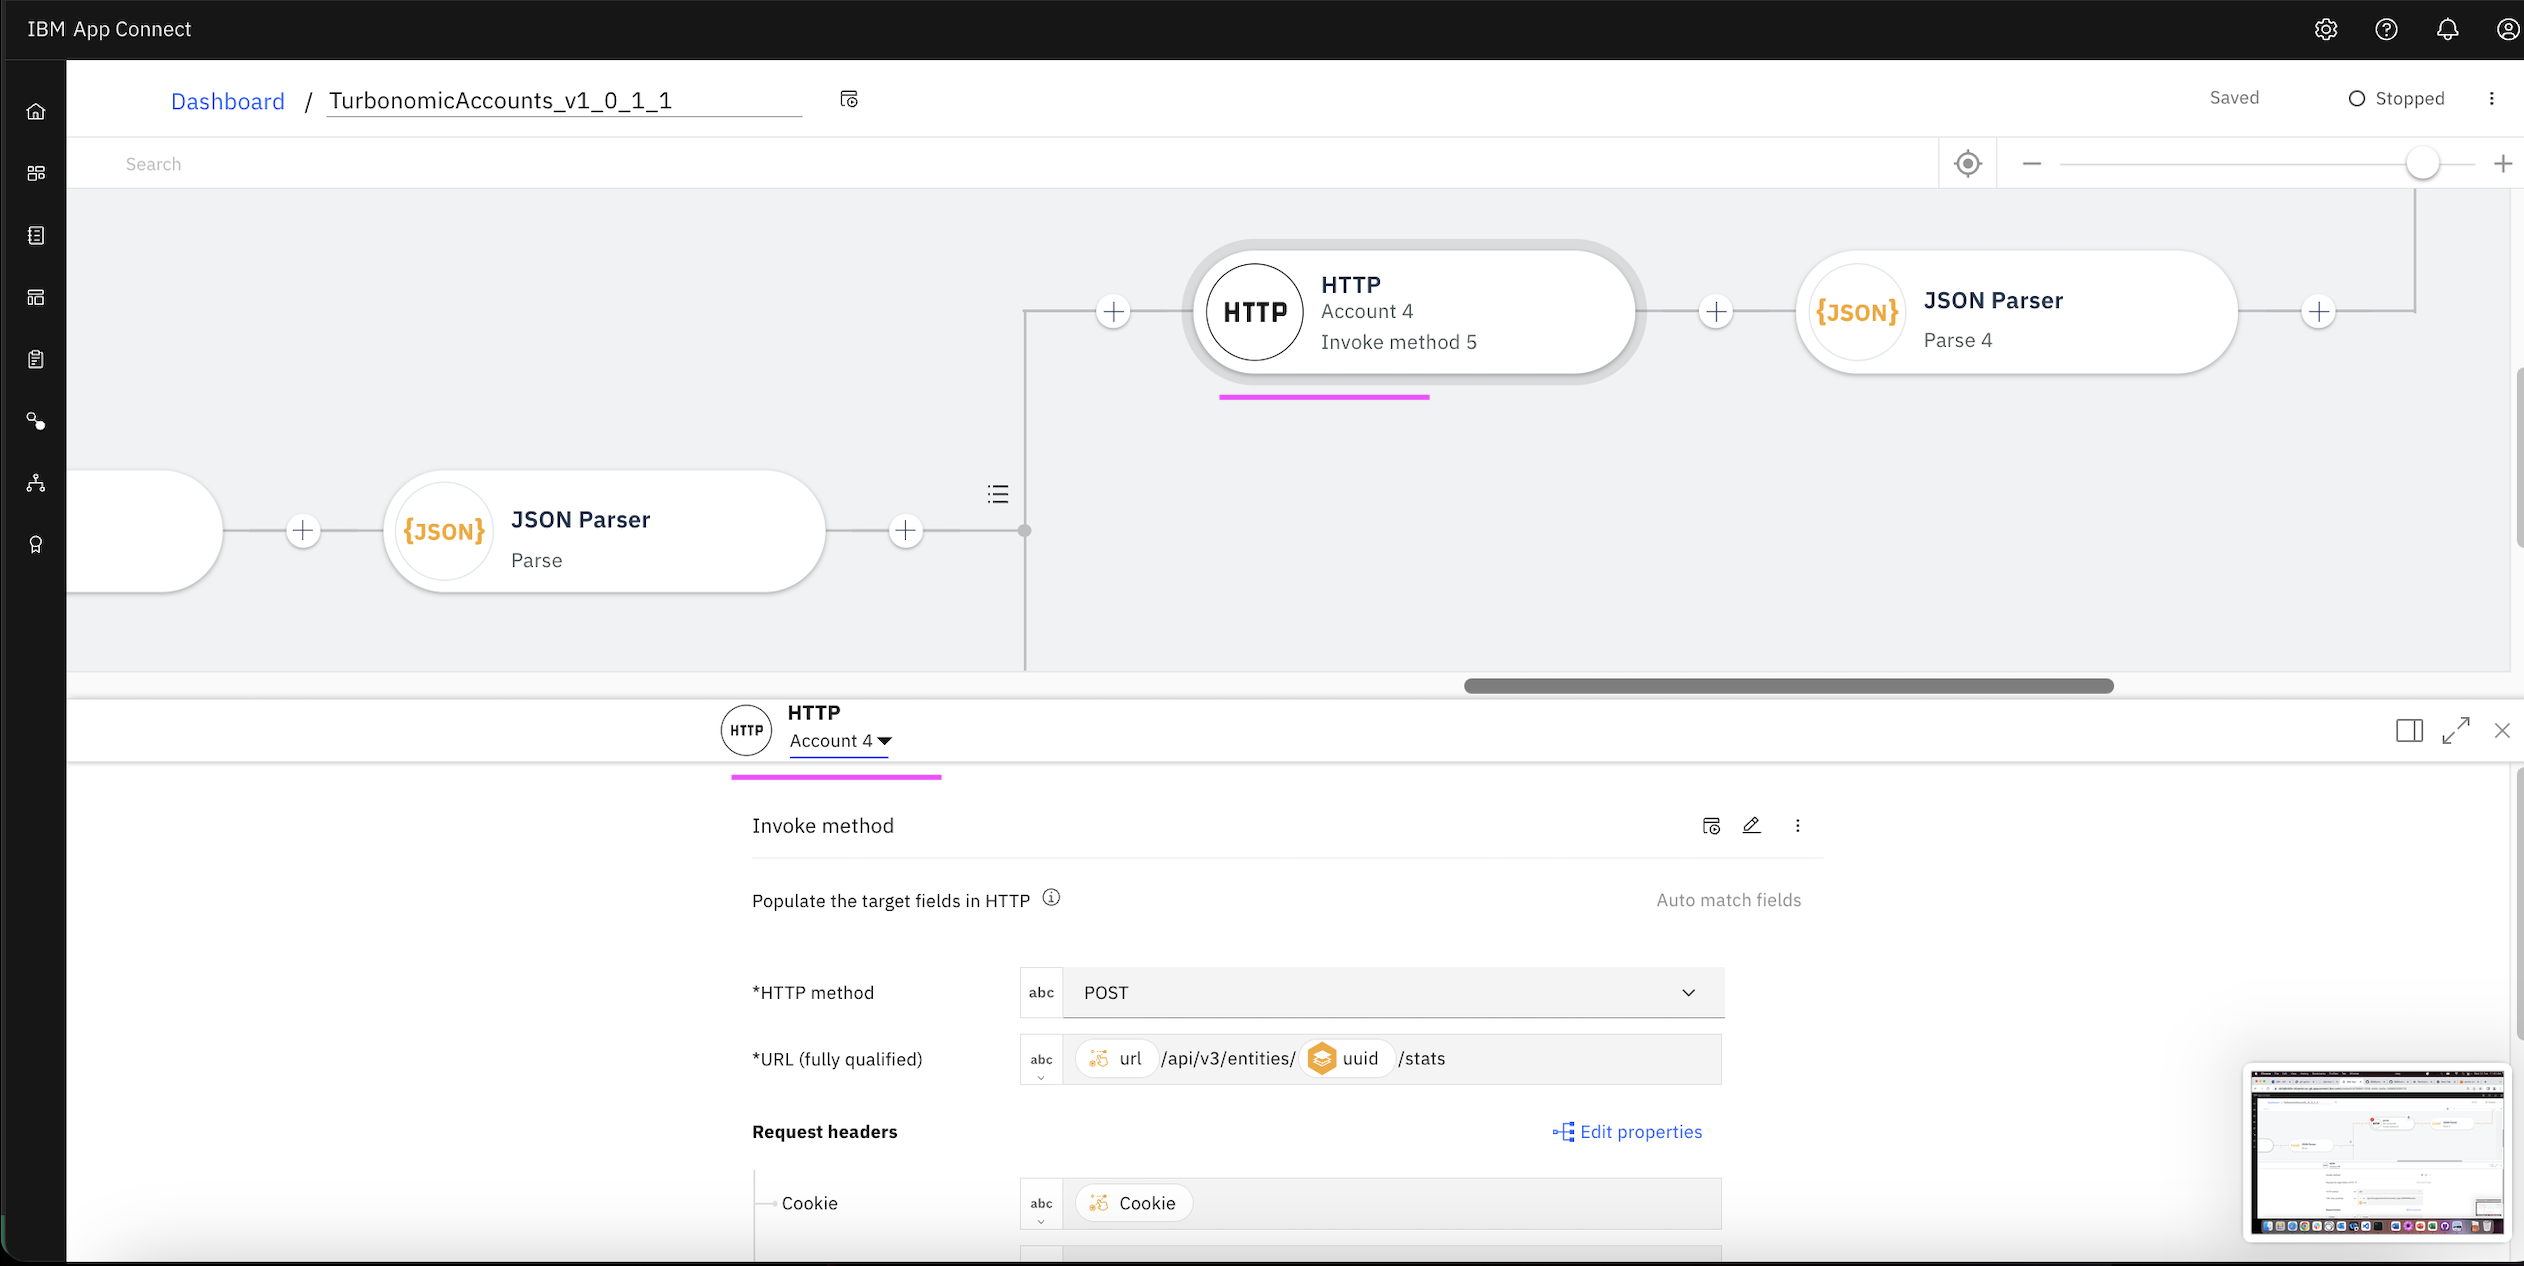 IBM App Connect
Dashboard / TurbonomicAccounts_v1_0_1_1
Saved
Stopped
Search
HTTP
HTTP
Account 4
Invoke method 5
{JSON}
JSON Parser
Parse 4
{JSON}
JSON Parser
Parse
HTTP
HTTP
Account 4
Invoke method
Populate the target fields in HTTP
Auto match fields
*HTTP method
abc
POST
*URL (fully qualified)
abc
url /api/v3/entities/ uuid /stats
Request headers
Edit properties
Cookie
abc
Cookie